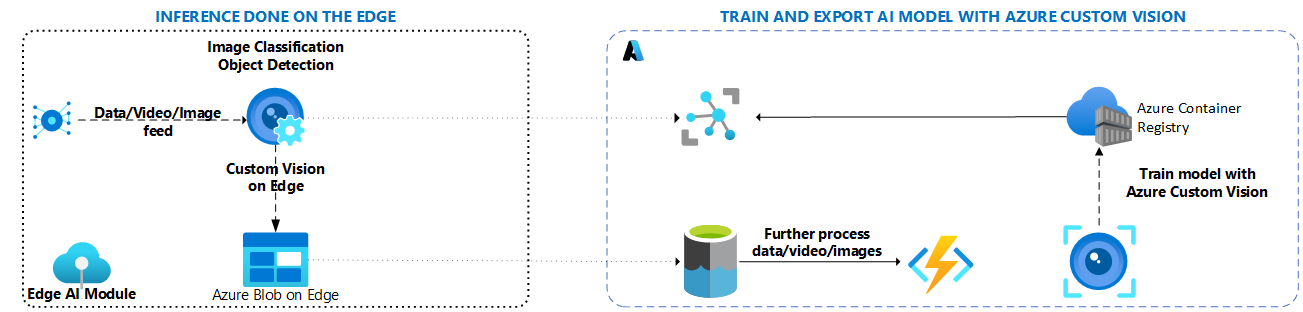 INFERENCE DONE ON THE EDGE
Image Classification
Object Detection
Data/Video/Image
feed
Custom Vision
on Edge
Edge AI Module
Azure Blob on Edge
TRAIN AND EXPORT AI MODEL WITH AZURE CUSTOM VISION
Azure Container
Registry
Train model with
Azure Custom Vision
Further process
data/video/images